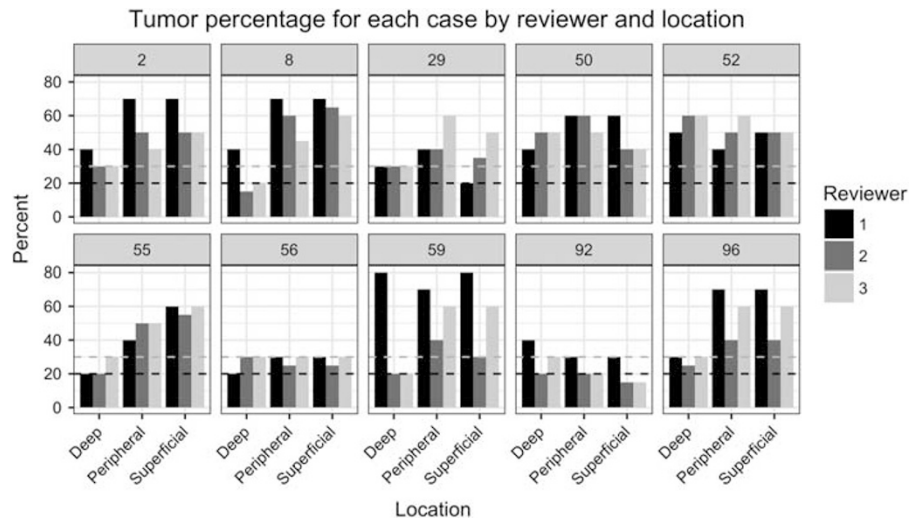 Tumor percentage for each case by reviewer and location
2 8 29 50 52
80
60
40
20
0
55 56 59 92 96
80
60
40
20
0
Percent
Deep Peripheral Superficial Deep Peripheral Superficial Deep Peripheral Superficial Deep Peripheral Superficial Deep Peripheral Superficial
Location
Reviewer
1
2
3